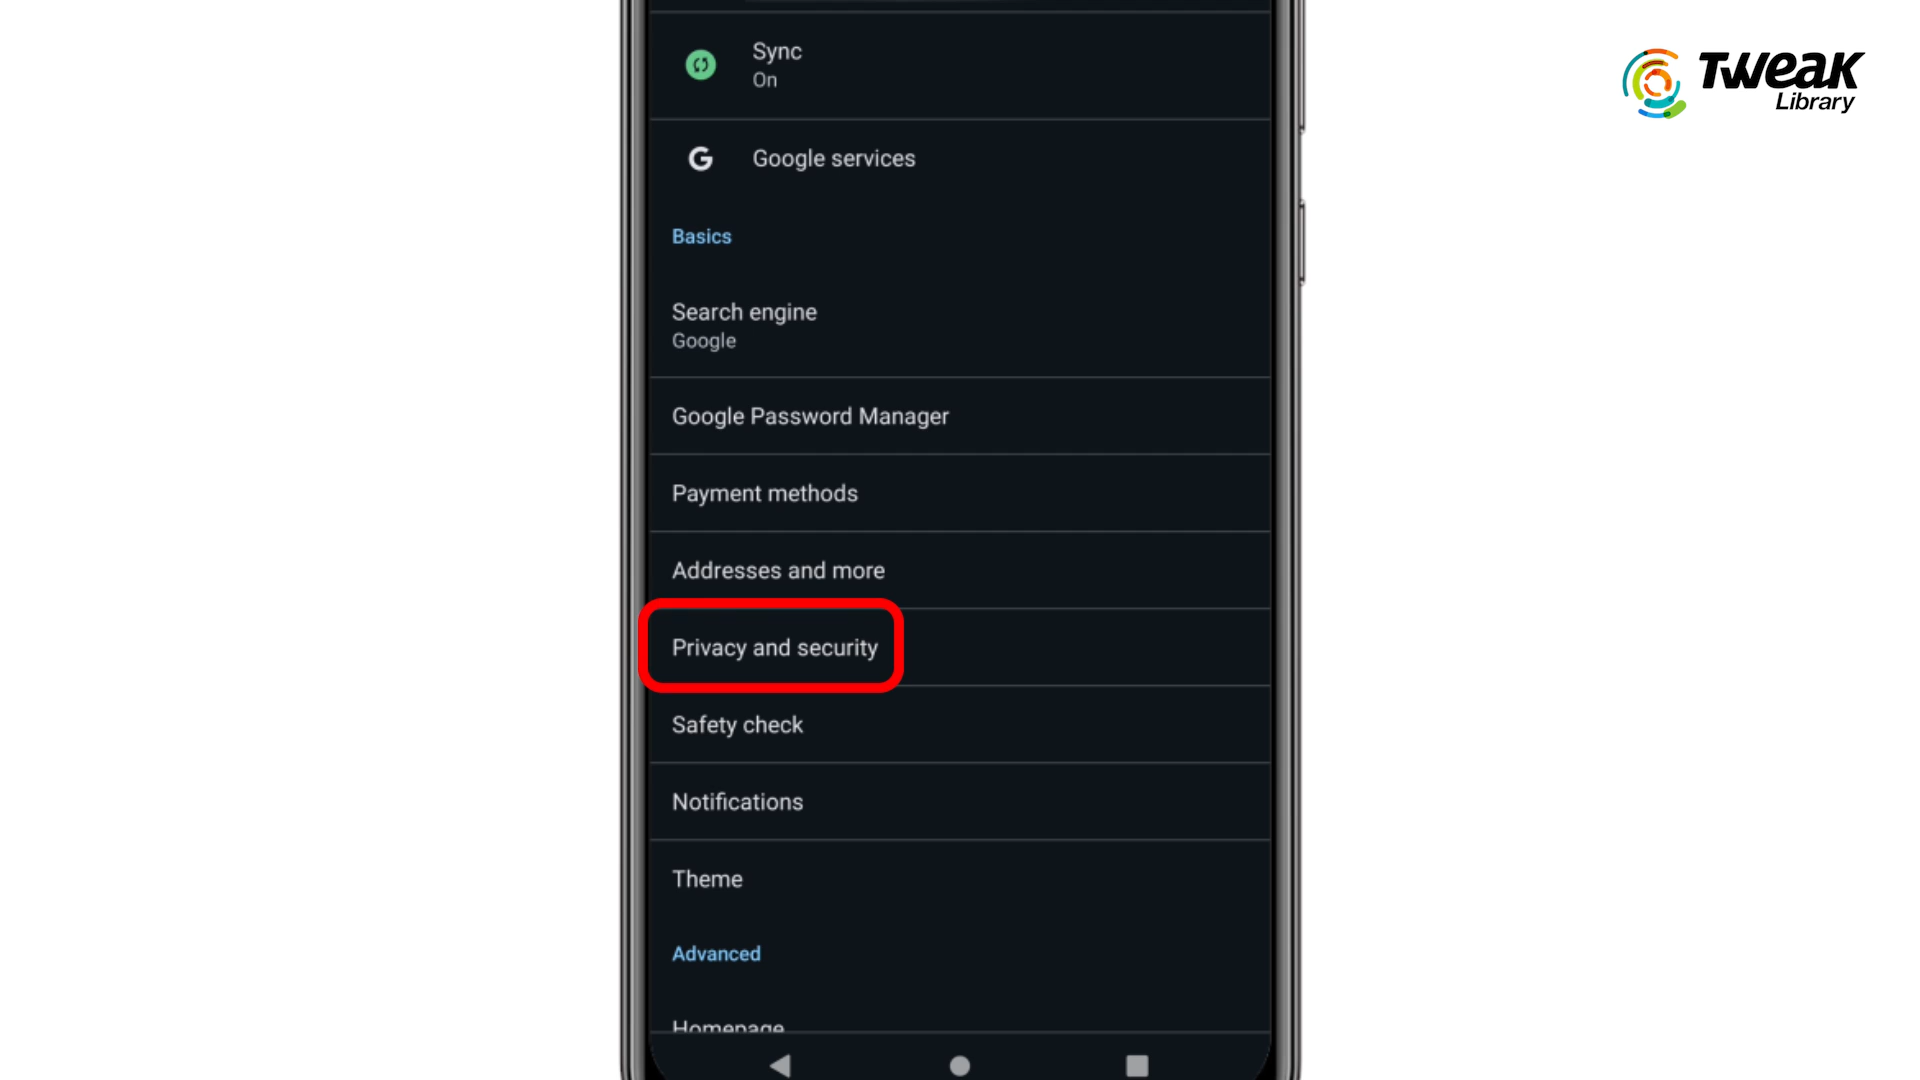 Sync
On
Google services
Basics
Search engine
Google
Google Password Manager
Payment methods
Addresses and more
Privacy and security
Safety check
Notifications
Theme
Advanced
Homepage
Tweak
Library